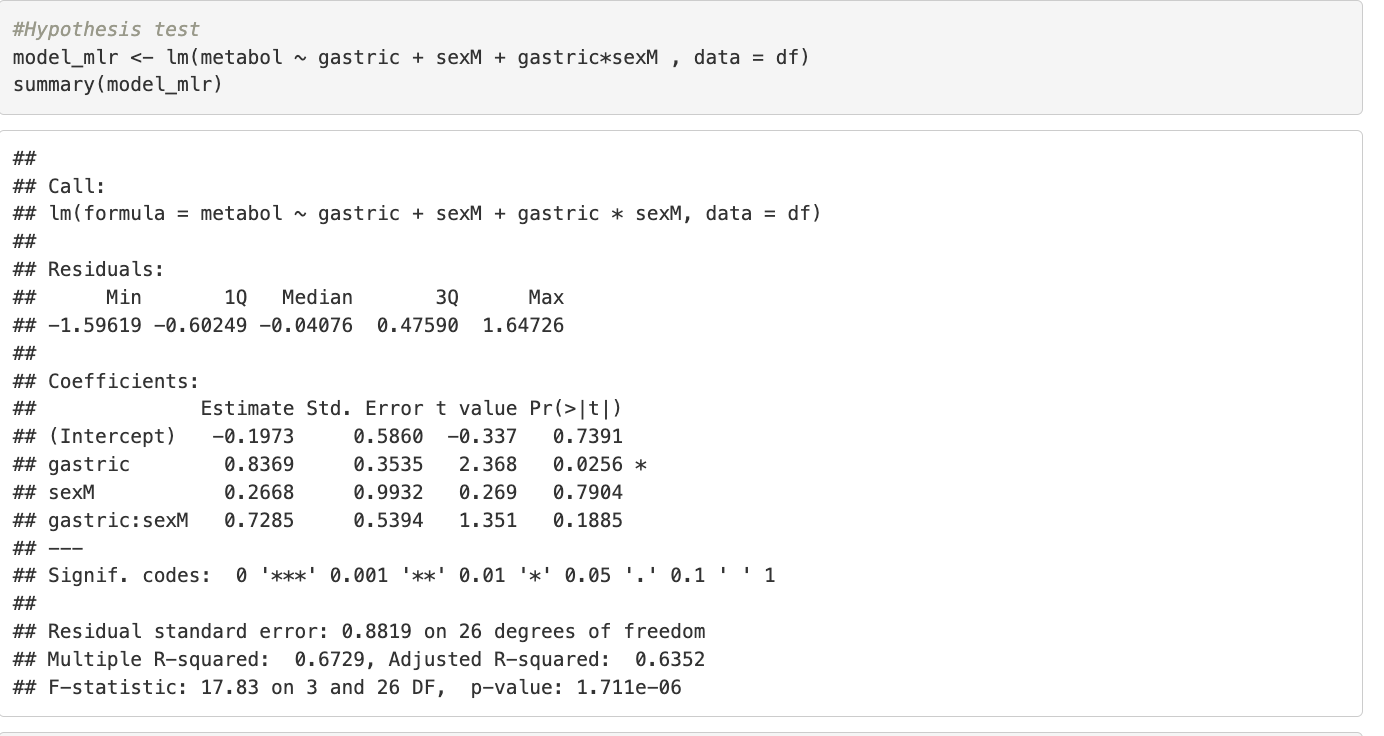 #Hypothesis test
model_mlr <- lm(metabol ~ gastric + sexM + gastric*sexM , data = df)
summary(model_mlr)
##
## Call:
## lm(formula = metabol ~ gastric + sexM + gastric * sexM, data = df)
##
## Residuals:
##      Min       1Q   Median       3Q      Max
## −1.59619 −0.60249 −0.04076  0.47590  1.64726
##
## Coefficients:
##              Estimate Std. Error t value Pr(>|t|)
## (Intercept)   −0.1973     0.5860  −0.337   0.7391
## gastric        0.8369     0.3535   2.368   0.0256 *
## sexM           0.2668     0.9932   0.269   0.7904
## gastric:sexM   0.7285     0.5394   1.351   0.1885
## −−−
## Signif. codes:  0 '***' 0.001 '**' 0.01 '*' 0.05 '.' 0.1 ' ' 1
##
## Residual standard error: 0.8819 on 26 degrees of freedom
## Multiple R−squared:  0.6729, Adjusted R−squared:  0.6352
## F−statistic: 17.83 on 3 and 26 DF,  p−value: 1.711e−06